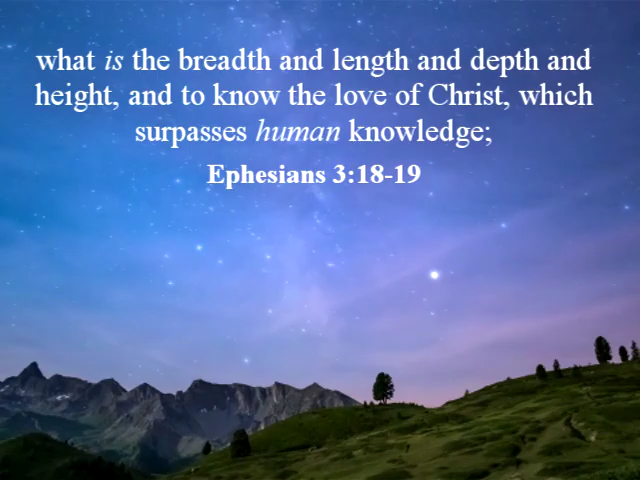 what is the breadth and length and depth and
height, and to know the love of Christ, which
surpasses human knowledge;
Ephesians 3:18-19